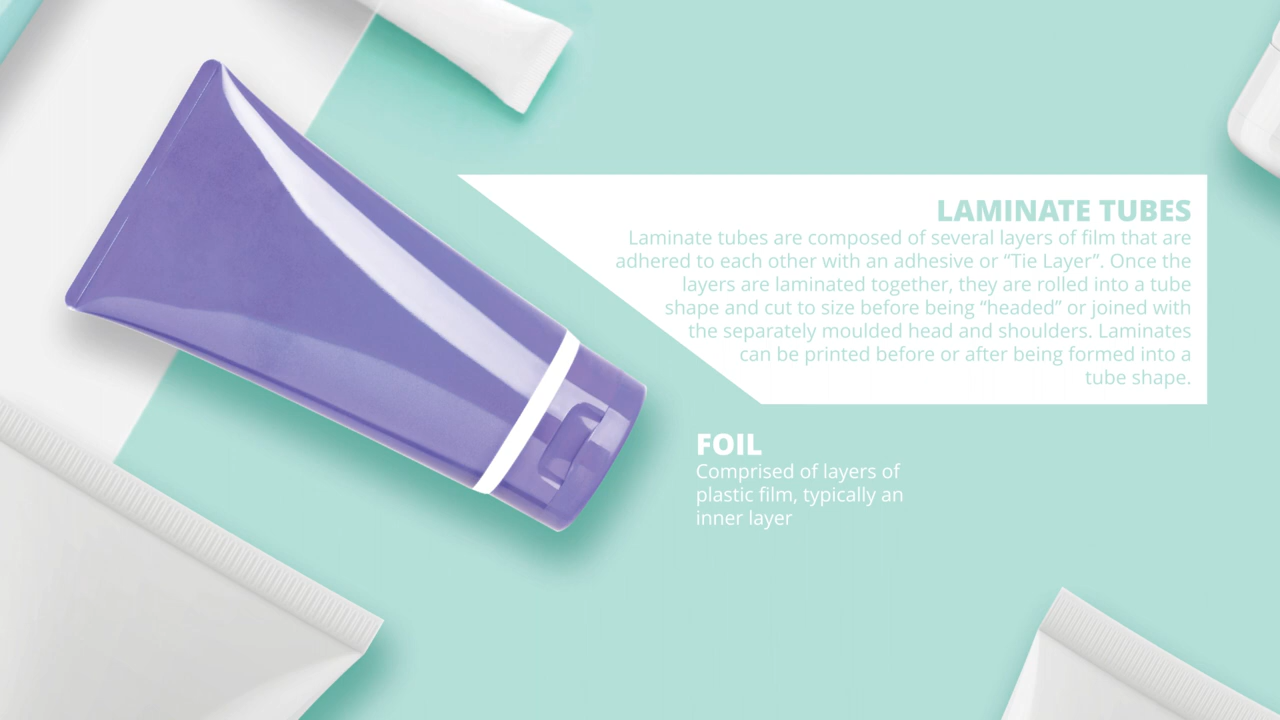 LAMINATE TUBES
Laminate tubes are composed of several layers of film that are
adhered to each other with an adhesive or “Tie Layer”. Once the
layers are laminated together, they are rolled into a tube
shape and cut to size before being “headed” or joined with
the separately moulded head and shoulders. Laminates
can be printed before or after being formed into a
tube shape.
FOIL
Comprised of layers of
plastic film, typically an
inner layer